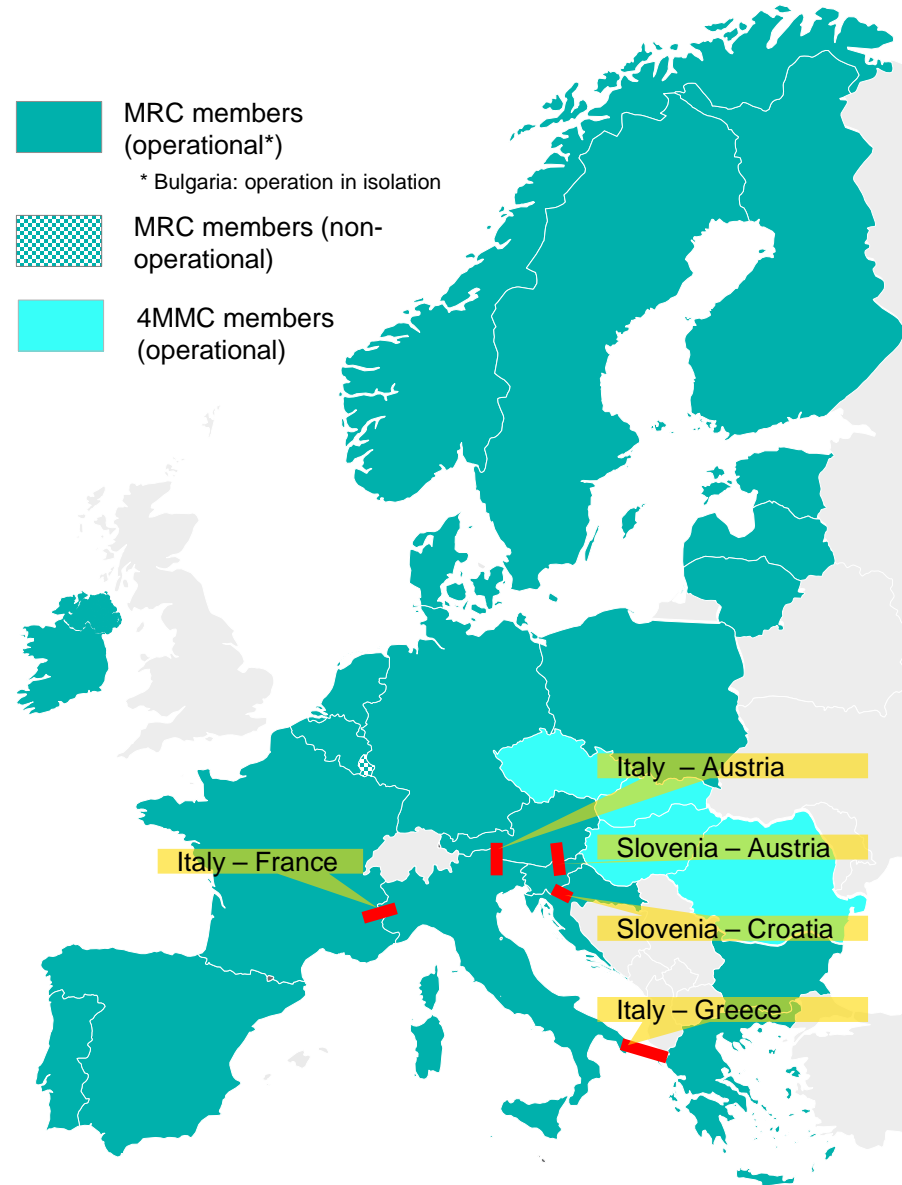 MRC members
(operational*)
* Bulgaria: operation in isolation
MRC members (non-
operational)
4MMC members
(operational)
Italy – Austria
Slovenia – Austria
Italy – France
Slovenia – Croatia
Italy – Greece